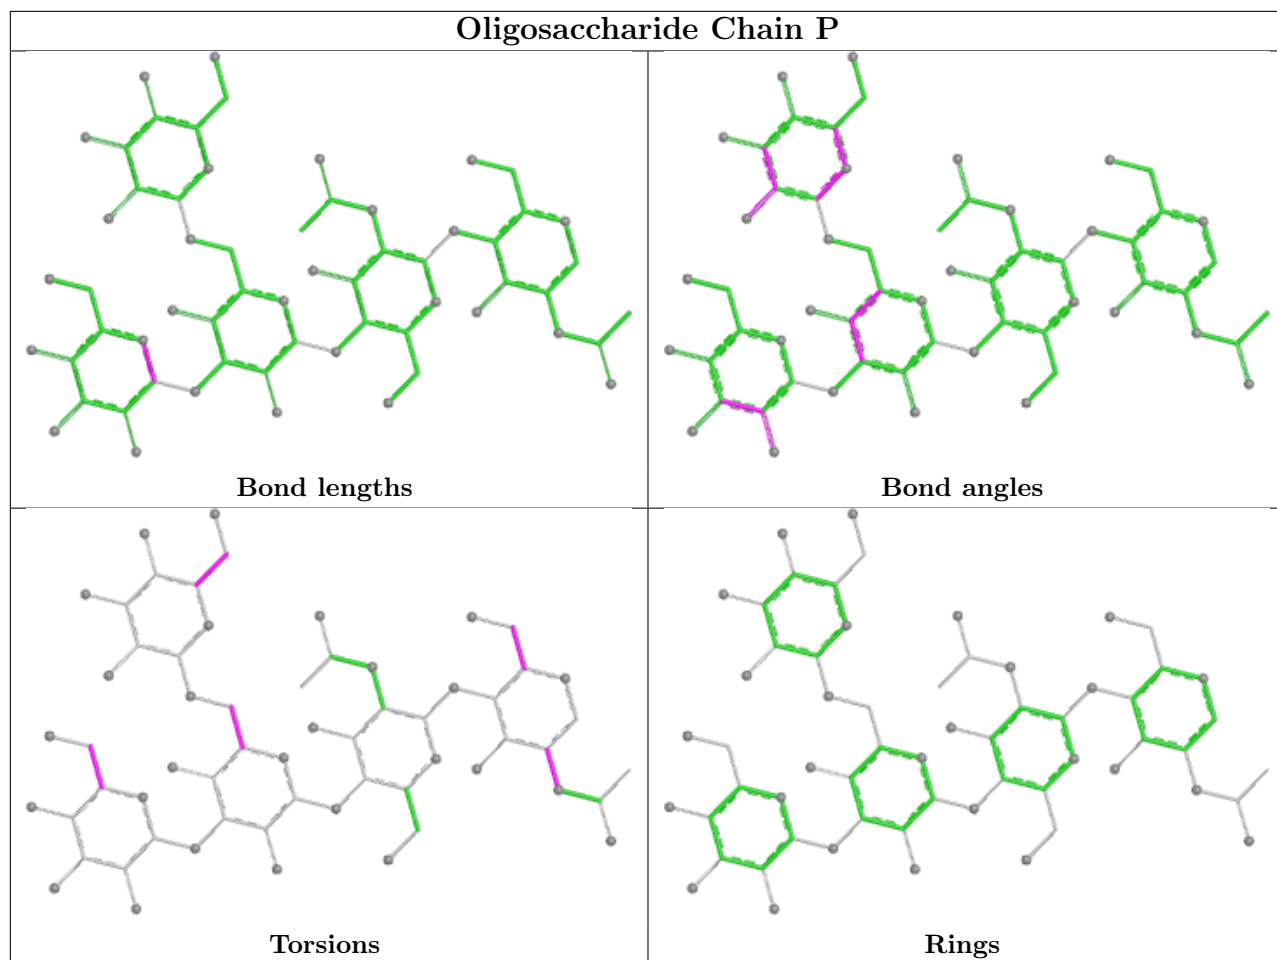 Oligosaccharide Chain P
Bond lengths
Bond angles
Torsions
Rings